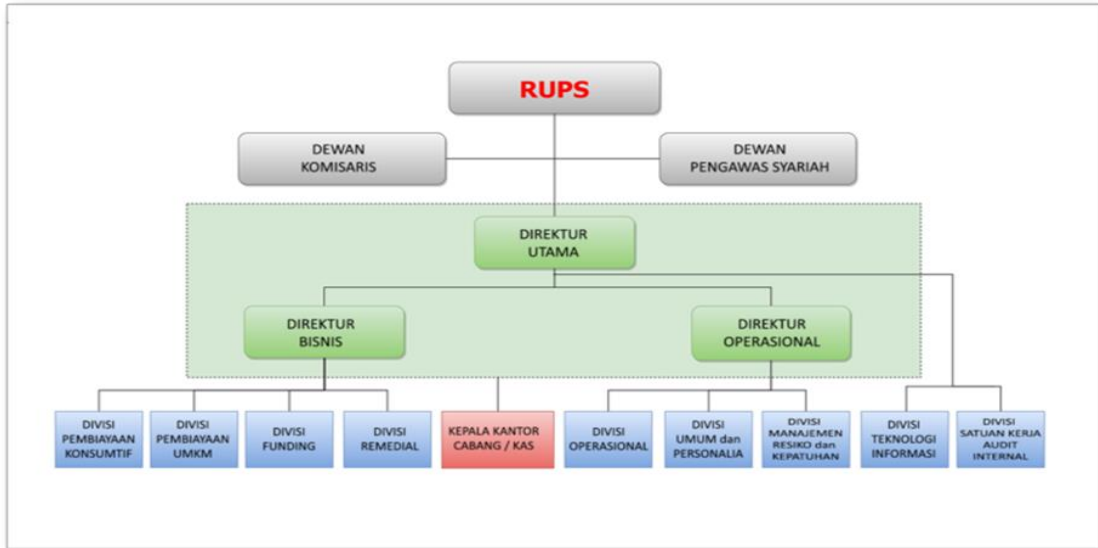 RUPS
DEWAN
KOMISARIS
DEWAN
PENGAWAS SYARIAH
DIREKTUR
UTAMA
DIREKTUR
BISNIS
DIREKTUR
OPERASIONAL
DIVISI
PEMBIAYAAN
KONSUMTIF
DIVISI
PEMBIAYAAN
UMKM
DIVISI
FUNDING
DIVISI
REMEDIAL
KEPALA KANTOR
CABANG / KAS
DIVISI
OPERASIONAL
DIVISI
UMUM dan
PERSONALIA
DIVISI
MANAJEMEN
RESIKO dan
KEPATUHAN
DIVISI
TEKNOLOGI
INFORMASI
DIVISI
SATUAN KERJA
AUDIT
INTERNAL